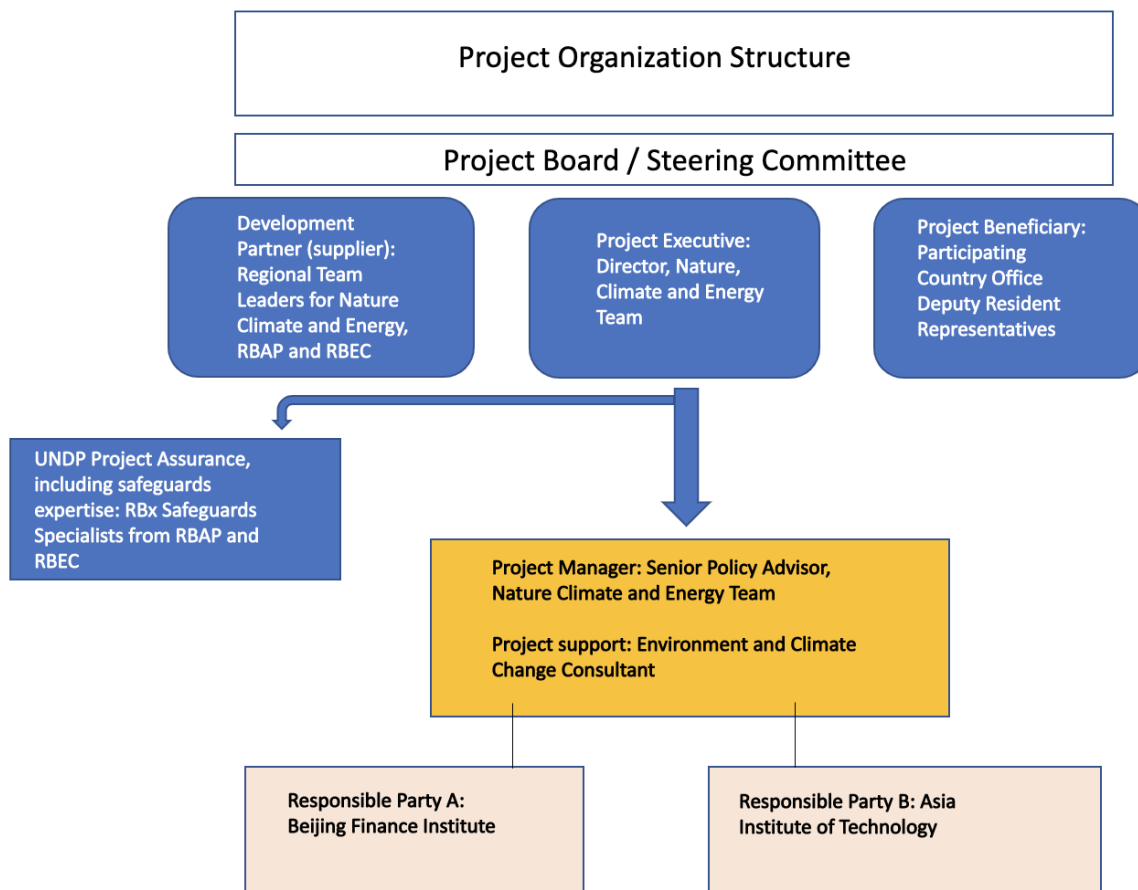 Project Organization Structure
Project Board / Steering Committee
Development
Partner (supplier):
Regional Team
Leaders for Nature
Climate and Energy,
RBAP and RBEC
Project Executive:
Director, Nature,
Climate and Energy
Team
Project Beneficiary:
Participating
Country Office
Deputy Resident
Representatives
UNDP Project Assurance,
including safeguards
expertise: RBx Safeguards
Specialists from RBAP and
RBEC
Project Manager: Senior Policy Advisor,
Nature Climate and Energy Team
Project support: Environment and Climate
Change Consultant
Responsible Party A:
Beijing Finance Institute
Responsible Party B: Asia
Institute of Technology